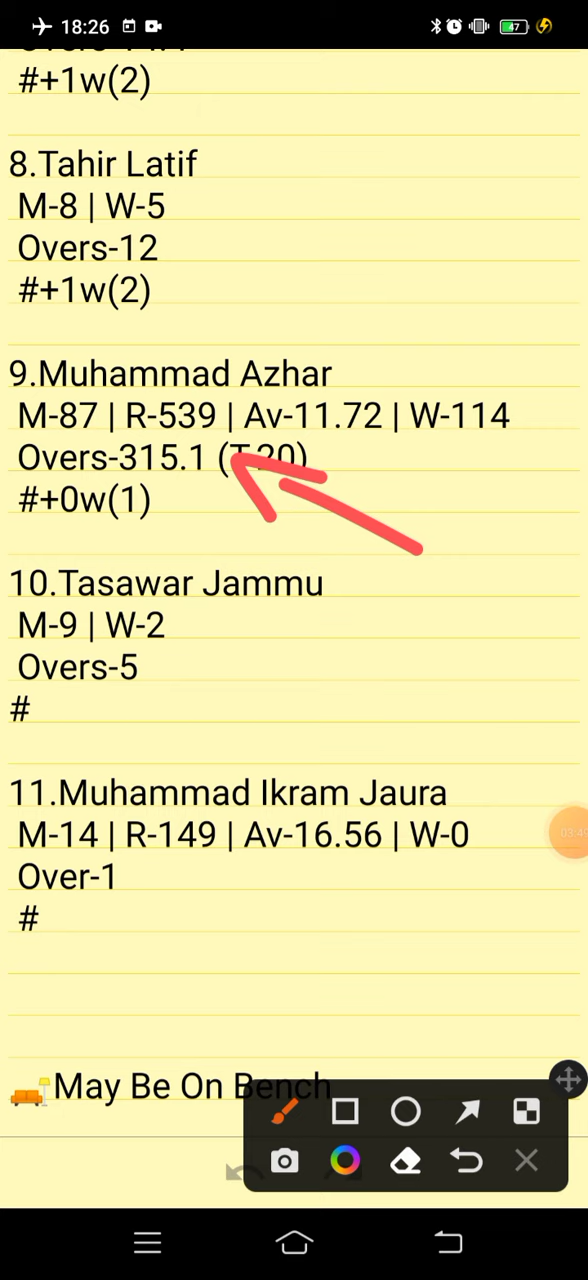 18:26
47
#+1w(2)
8.Tahir Latif
M-8 | W-5
Overs-12
#+1w(2)
9.Muhammad Azhar
M-87 | R-539 | Av-11.72 | W-114
Overs-315.1 (T20)
#+0w(1)
10.Tasawar Jammu
M-9 | W-2
Overs-5
#
11.Muhammad Ikram Jaura
M-14 | R-149 | Av-16.56 | W-0
Over-1
#
May Be On Bench